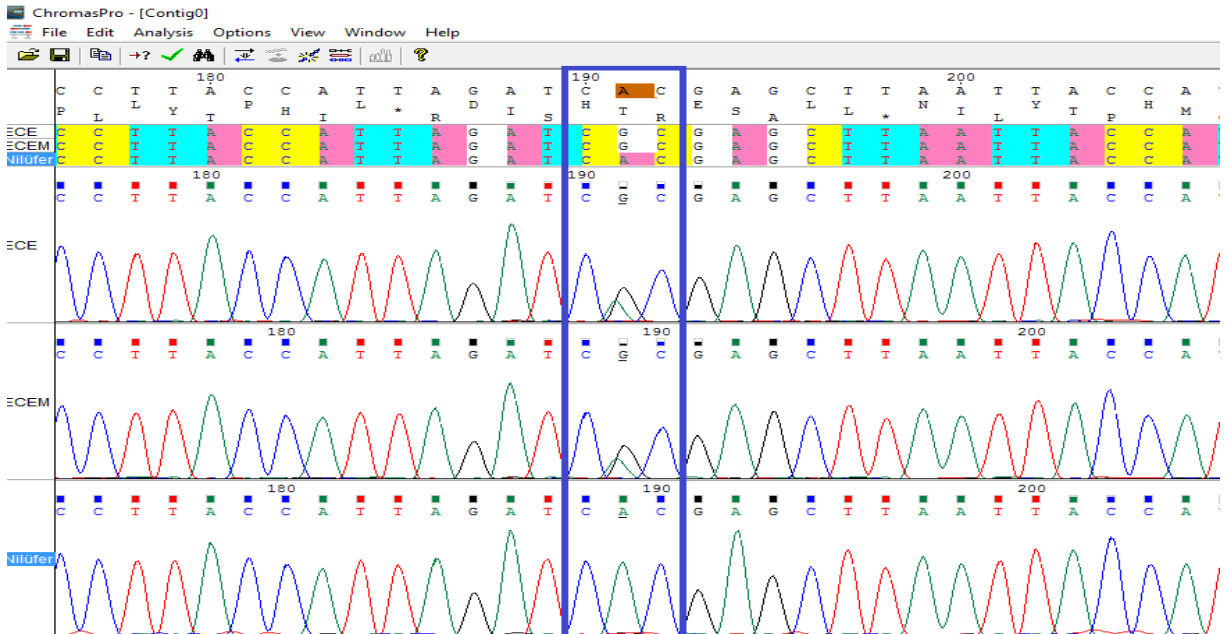 ChromasPro - [Contig0]
File Edit Analysis Options View Window Help
180 190 200
C C T T A C C A T T A G A T C A C G A G C T T A A T T A C C A
L P L D H E L N T H
P Y H * I T S * I Y C M
L T I R S R A L P
ECE C C T T A C C A T T A G A T C G C G A G C T T A A T T A C C A T
ECEM C C T T A C C A T T A G A T C G C G A G C T T A A T T A C C A T
Nilüfer C C T T A C C A T T A G A T C A C G A G C T T A A T T A C C A T
180 190 200
C C T T A C C A T T A G A T C G C G A G C T T A A T T A C C A
ECE
180 190 200
C C T T A C C A T T A G A T C G C G A G C T T A A T T A C C A
ECEM
180 190 200
C C T T A C C A T T A G A T C A C G A G C T T A A T T A C C A
Nilüfer